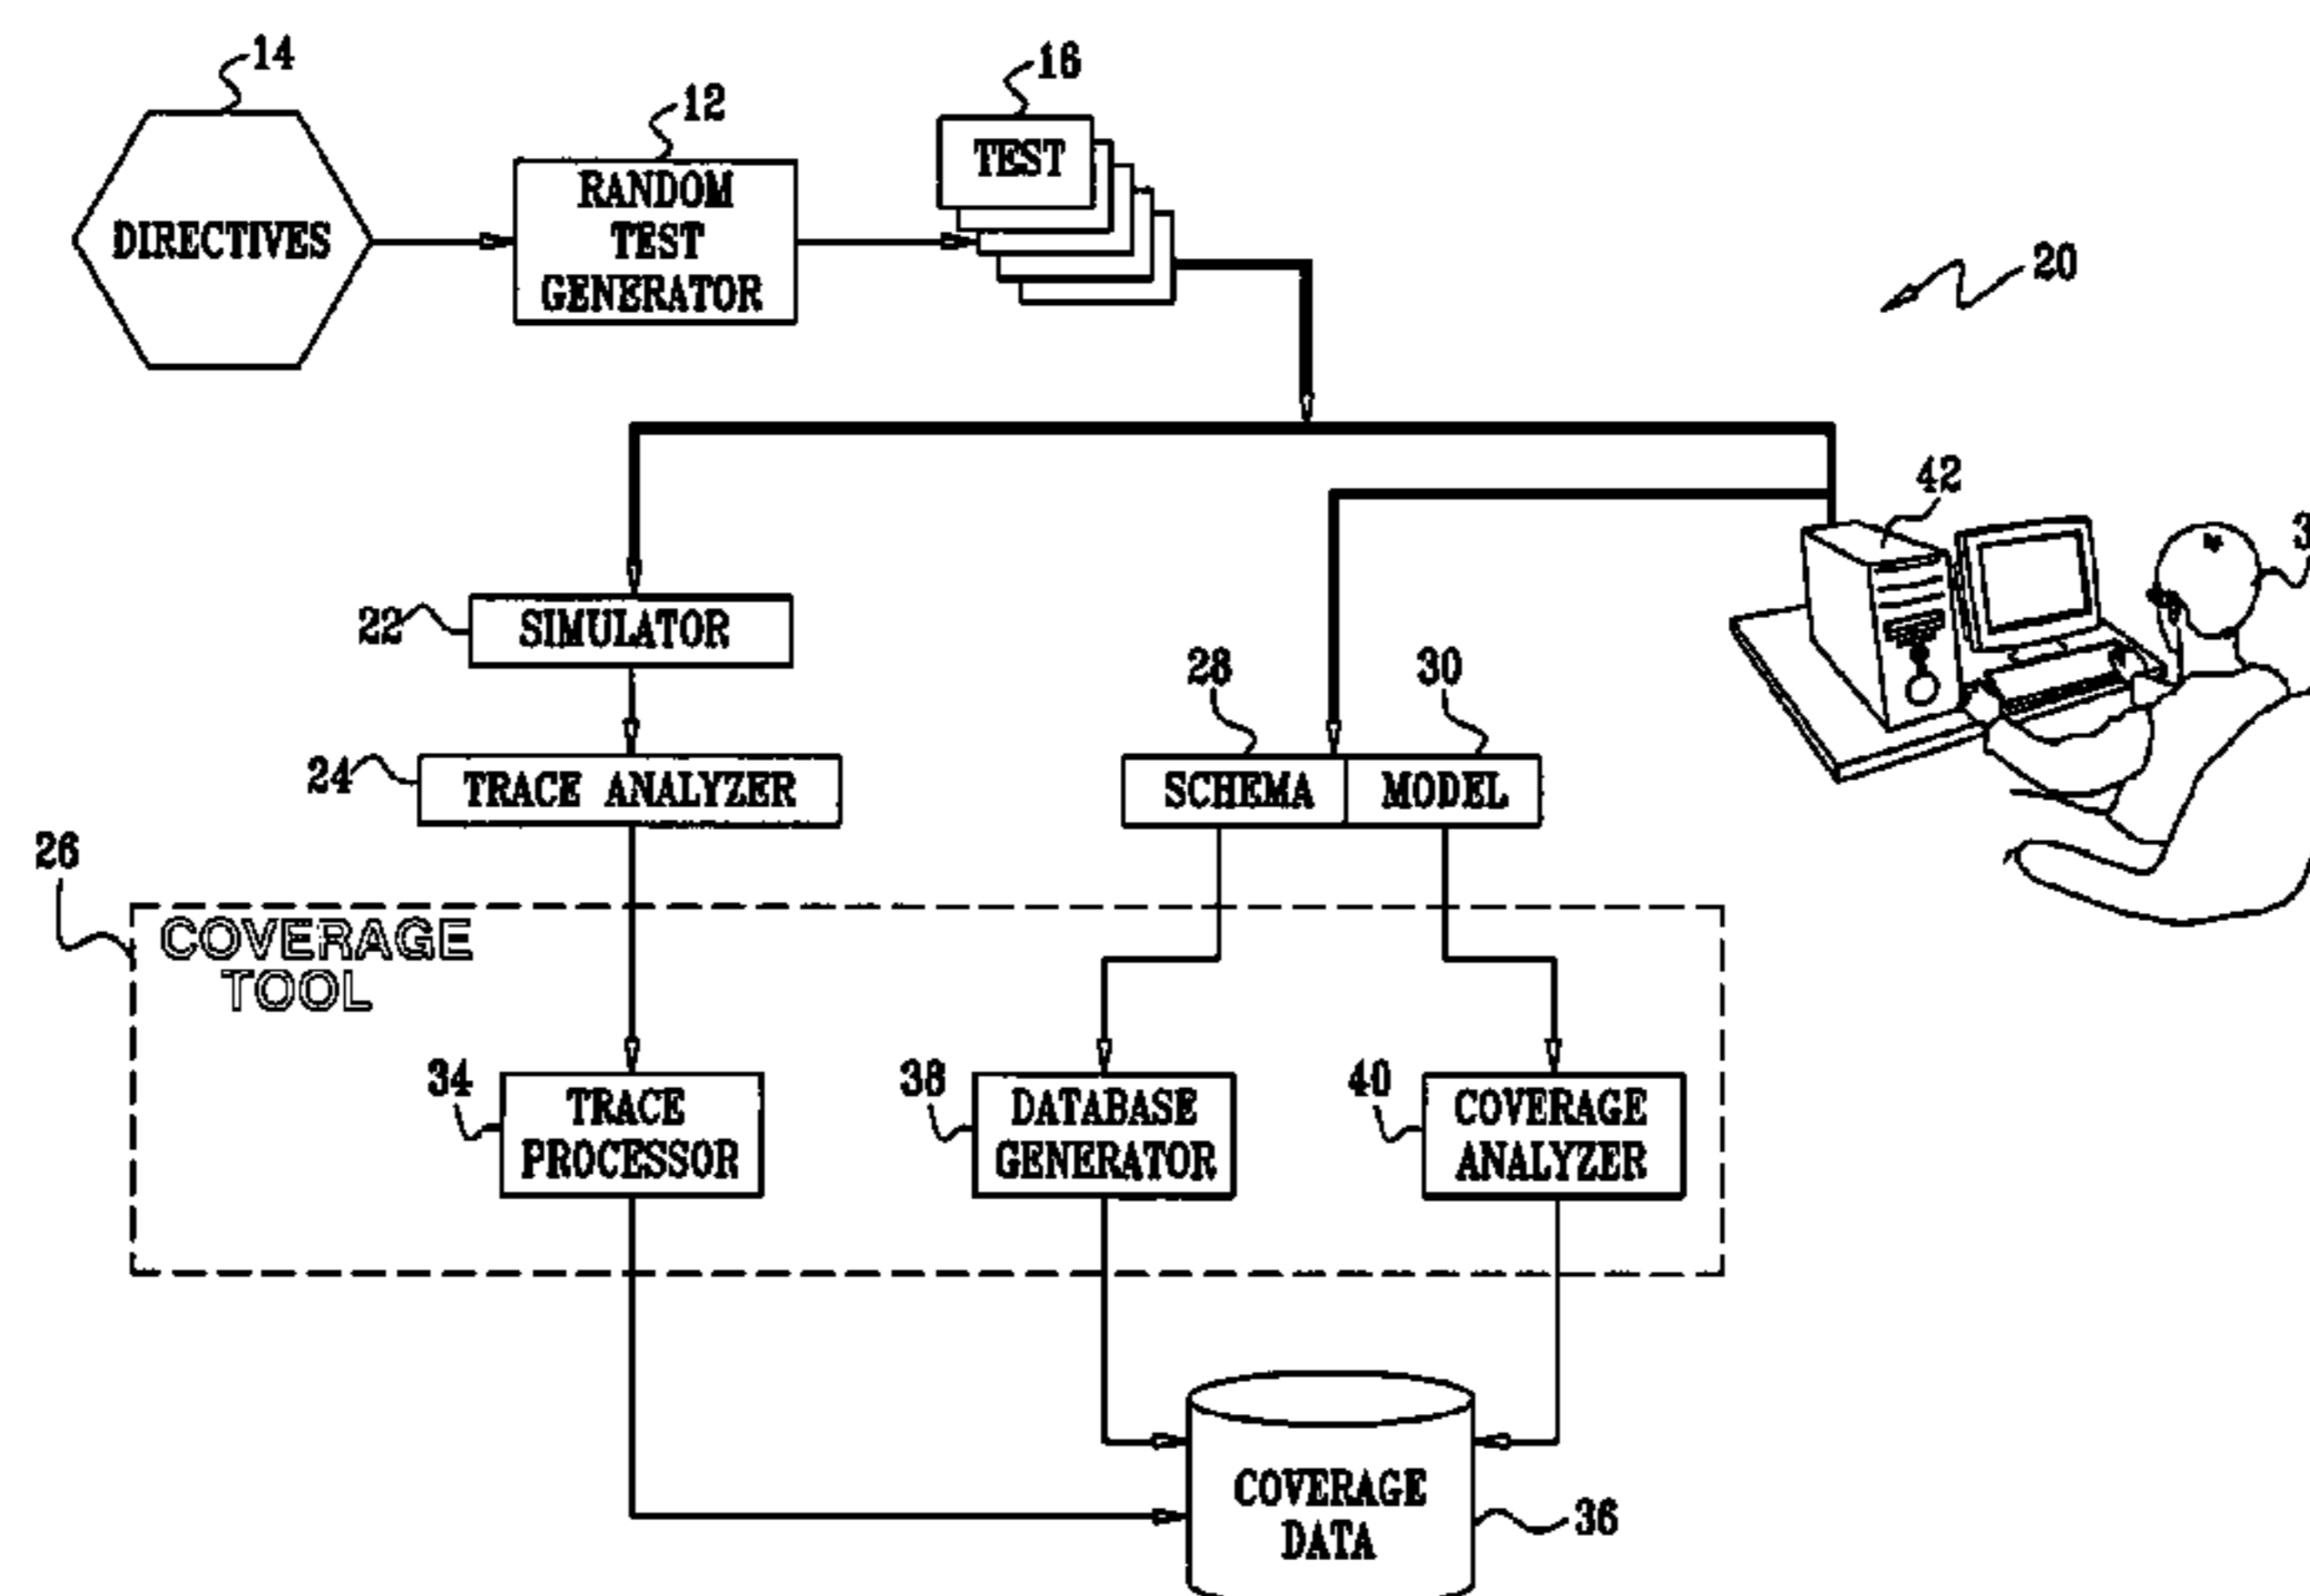 14
12
16
DIRECTIVES
RANDOM
TEST
GENERATOR
TEST
20
42
22
SIMULATOR
28
30
24
TRACE ANALYZER
SCHEMA
MODEL
26
COVERAGE
TOOL
34
TRACE
PROCESSOR
38
DATABASE
GENERATOR
40
COVERAGE
ANALYZER
COVERAGE
DATA
36